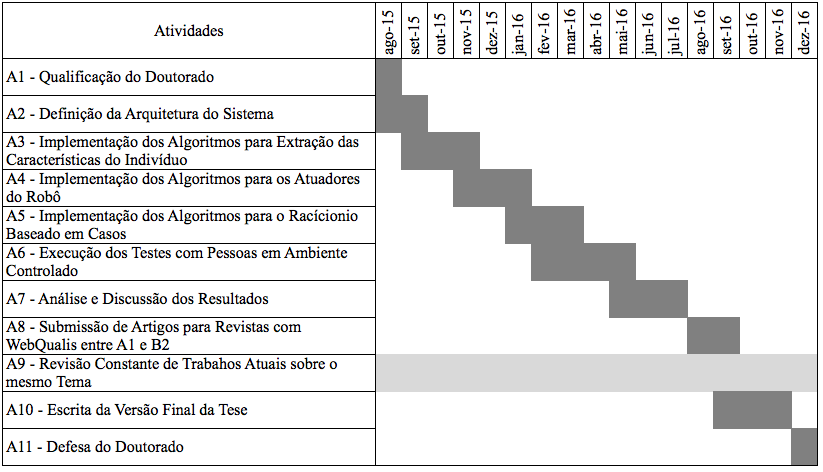 Atividades
ago-15
set-15
out-15
nov-15
dez-15
jan-16
fev-16
mar-16
abr-16
mai-16
jun-16
jul-16
ago-16
set-16
out-16
nov-16
dez-16
A1 - Qualificação do Doutorado
A2 - Definição da Arquitetura do Sistema
A3 - Implementação dos Algoritmos para Extração das
Características do Indivíduo
A4 - Implementação dos Algoritmos para os Atuadores
do Robô
A5 - Implementação dos Algoritmos para o Racícionio
Baseado em Casos
A6 - Execução dos Testes com Pessoas em Ambiente
Controlado
A7 - Análise e Discussão dos Resultados
A8 - Submissão de Artigos para Revistas com
WebQualis entre A1 e B2
A9 - Revisão Constante de Trabahos Atuais sobre o
mesmo Tema
A10 - Escrita da Versão Final da Tese
A11 - Defesa do Doutorado